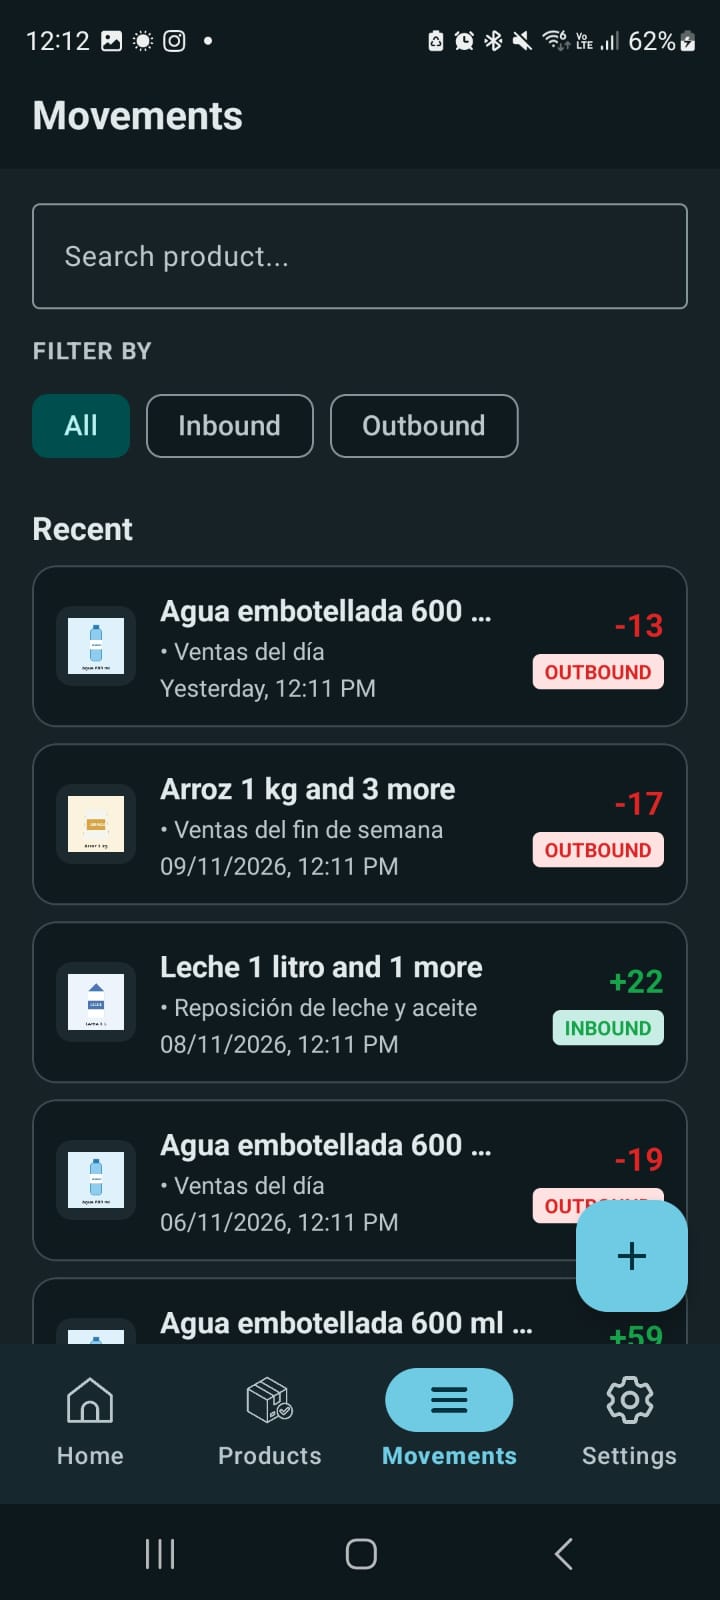 12:12
VoLTE
62%
Movements
Search product...
FILTER BY
All
Inbound
Outbound
Recent
Agua embotellada 600 ...
• Ventas del día
Yesterday, 12:11 PM
-13
OUTBOUND
Arroz 1 kg and 3 more
• Ventas del fin de semana
09/11/2026, 12:11 PM
-17
OUTBOUND
Leche 1 litro and 1 more
• Reposición de leche y aceite
08/11/2026, 12:11 PM
+22
INBOUND
Agua embotellada 600 ...
• Ventas del día
06/11/2026, 12:11 PM
-19
Agua embotellada 600 ml ...
+59
+
Home
Products
Movements
Settings